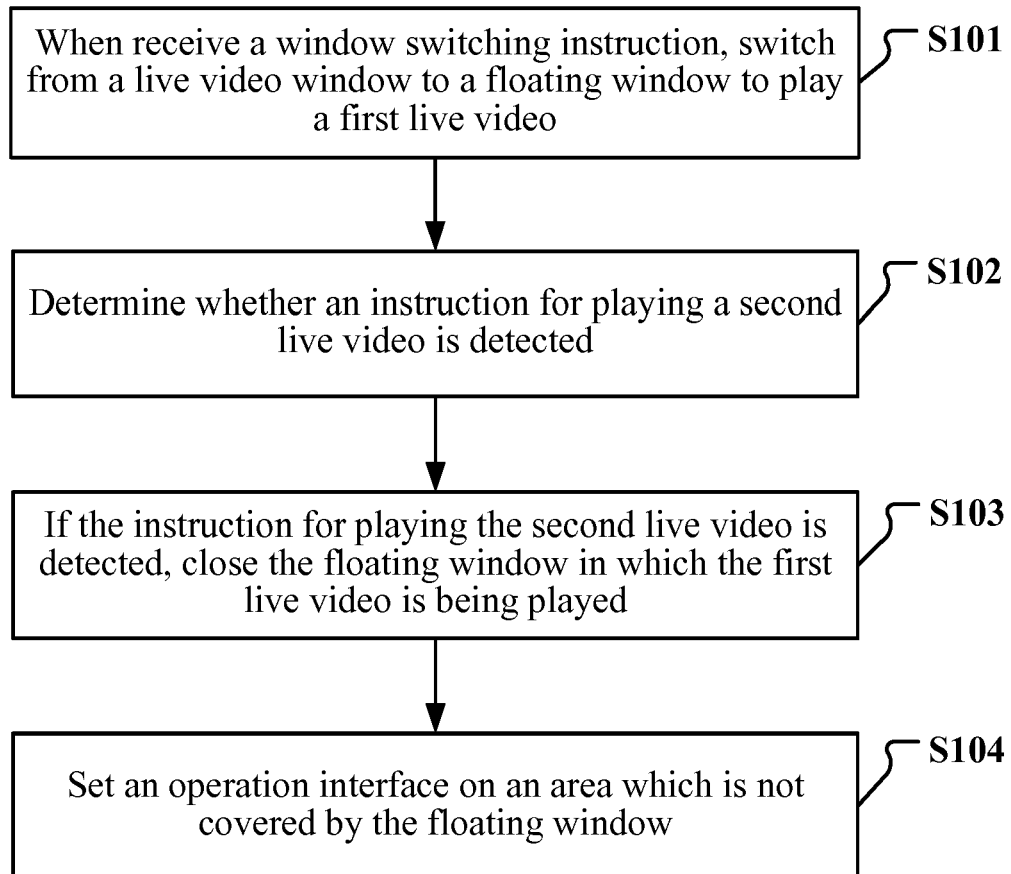 When receive a window switching instruction, switch
from a live video window to a floating window to play
a first live video
S101
Determine whether an instruction for playing a second
live video is detected
S102
If the instruction for playing the second live video is
detected, close the floating window in which the first
live video is being played
S103
Set an operation interface on an area which is not
covered by the floating window
S104